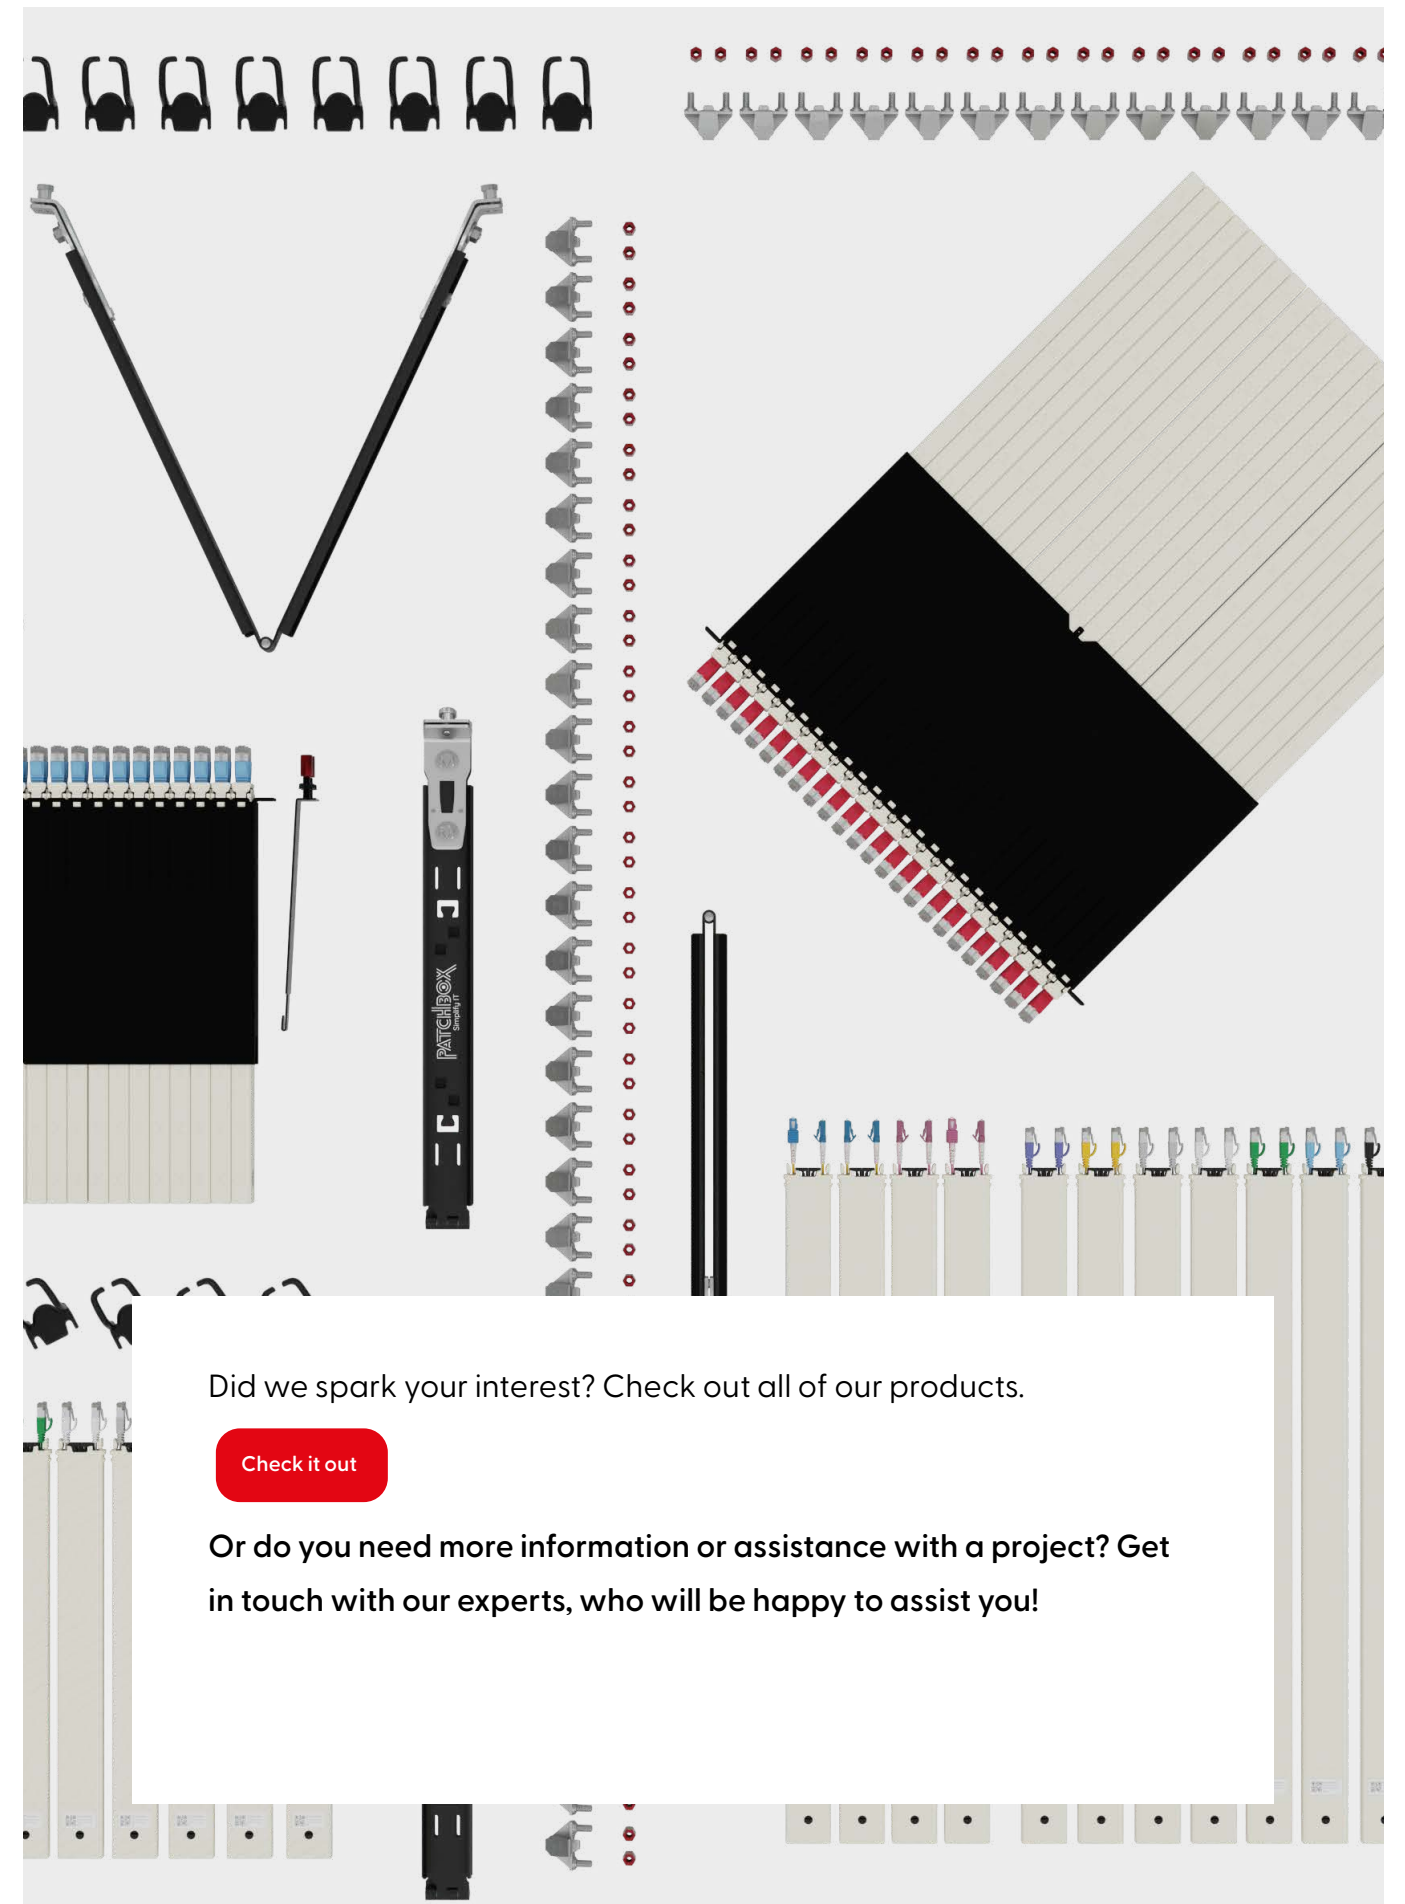 PATCHBOX
Simplify IT
Did we spark your interest? Check out all of our products.
Check it out
Or do you need more information or assistance with a project? Get
in touch with our experts, who will be happy to assist you!